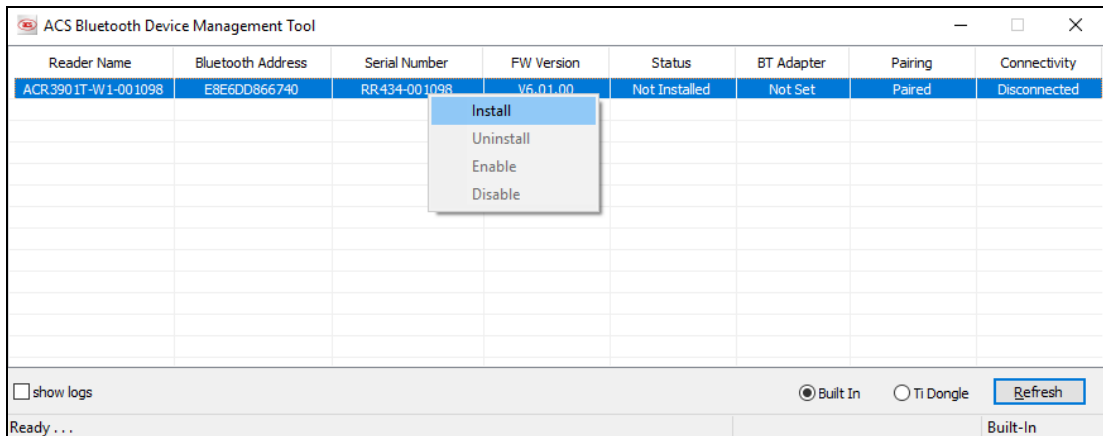 ACS Bluetooth Device Management Tool
Reader Name Bluetooth Address Serial Number FW Version Status BT Adapter Pairing Connectivity
ACR3901T-W1-001098 E8E6DD866740 RR434-001098 V6.01.00 Not Installed Not Set Paired Disconnected
Install
Uninstall
Enable
Disable
show logs Built In Ti Dongle Refresh
Ready . . . Built-In